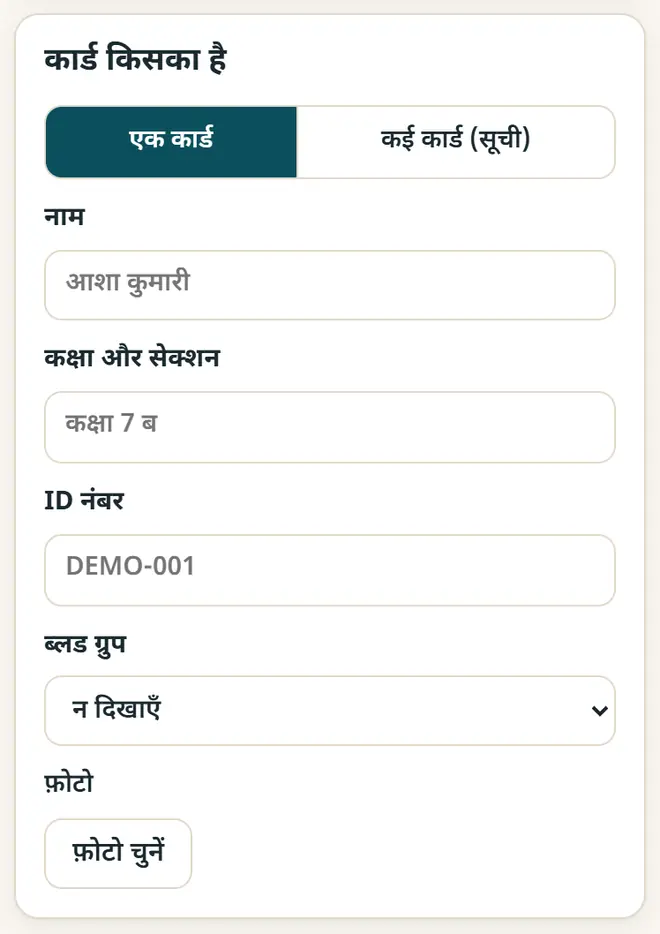 कार्ड किसका है
एक कार्ड
कई कार्ड (सूची)
नाम
आशा कुमारी
कक्षा और सेक्शन
कक्षा 7 ब
ID नंबर
DEMO-001
ब्लड ग्रुप
न दिखाएँ
फ़ोटो
फ़ोटो चुनें